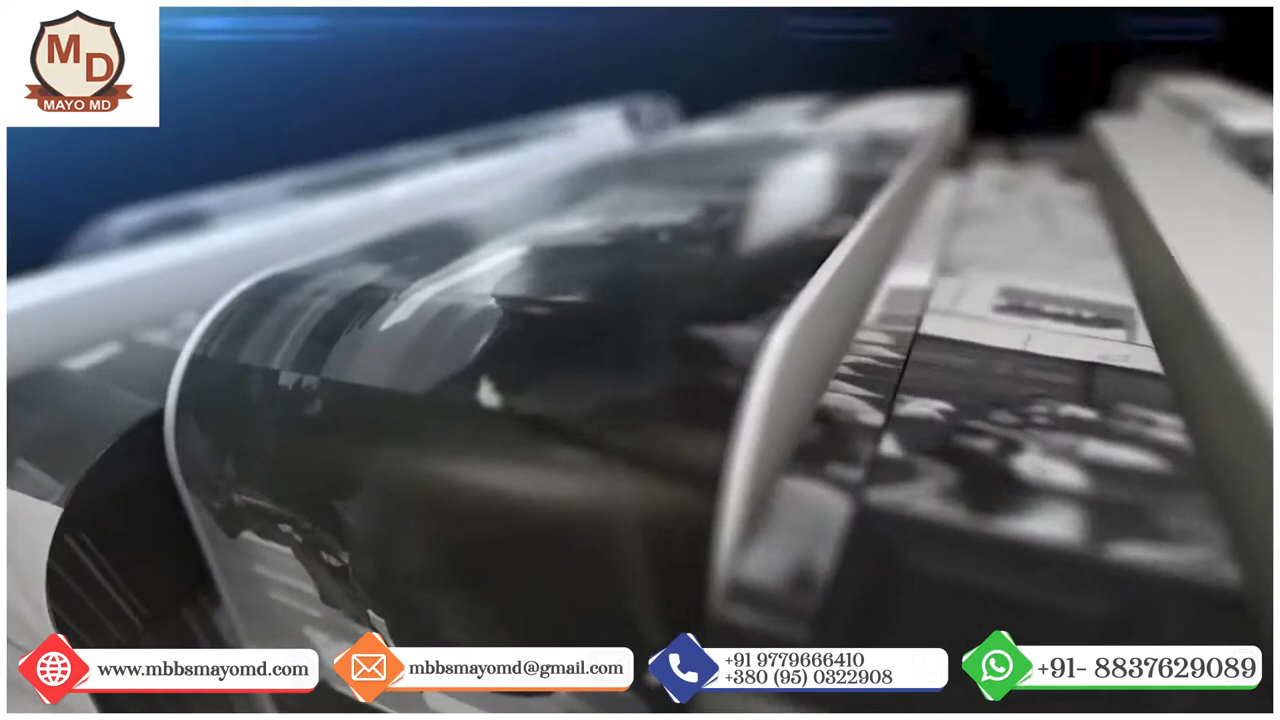 MD
MAYO MD
www.mbbsmayomd.com
mbbsmayomd@gmail.com
+91 9779666410
+380 (95) 0322908
+91- 8837629089